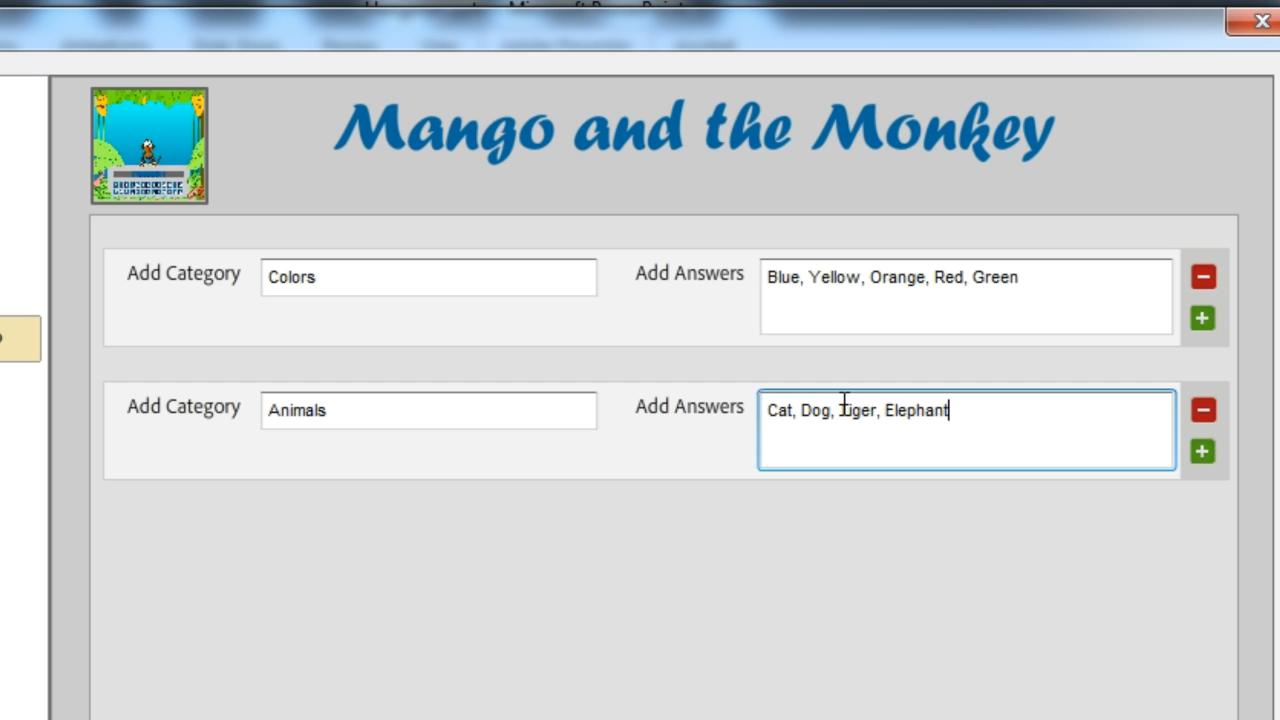 Mango and the Monkey
Add Category Colors Add Answers Blue, Yellow, Orange, Red, Green
Add Category Animals Add Answers Cat, Dog, Tiger, Elephant